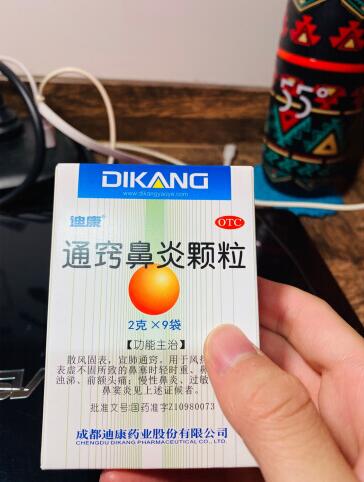 DIKANG
www.dikangyaoye.com
迪康®
OTC
通窍鼻炎颗粒
2克×9袋
【功能主治】
散风固表，宣肺通窍。用于风热
表虚不固所致的鼻塞时轻时重、鼻
浊涕、前额头痛；慢性鼻炎、过敏
鼻窦炎见上述证候者。
批准文号:国药准字Z10980073
成都迪康药业股份有限公司
CHENGDU DIKANG PHARMACEUTICAL CO.,
55°